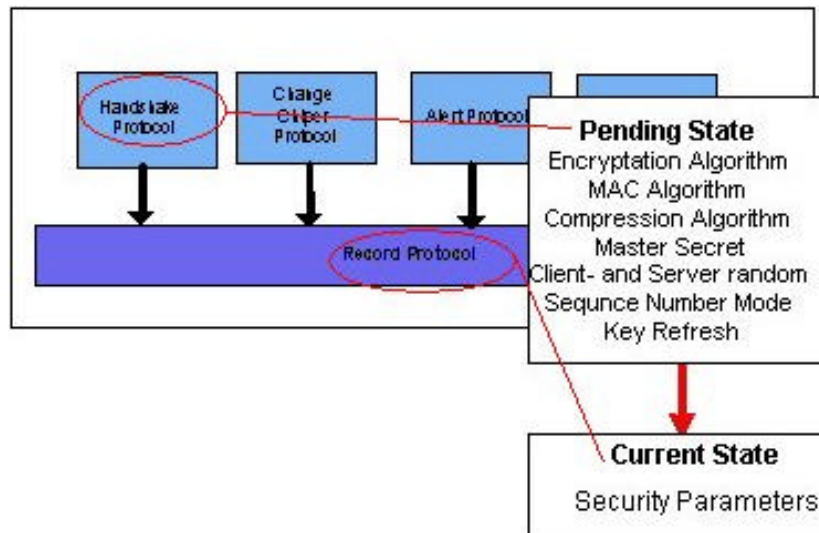 Handshake
Protocol
Change
Chiper
Protocol
Alert Protocol
Record Protocol
Pending State
Encryptation Algorithm
MAC Algorithm
Compression Algorithm
Master Secret
Client- and Server random
Sequnce Number Mode
Key Refresh
Current State
Security Parameters